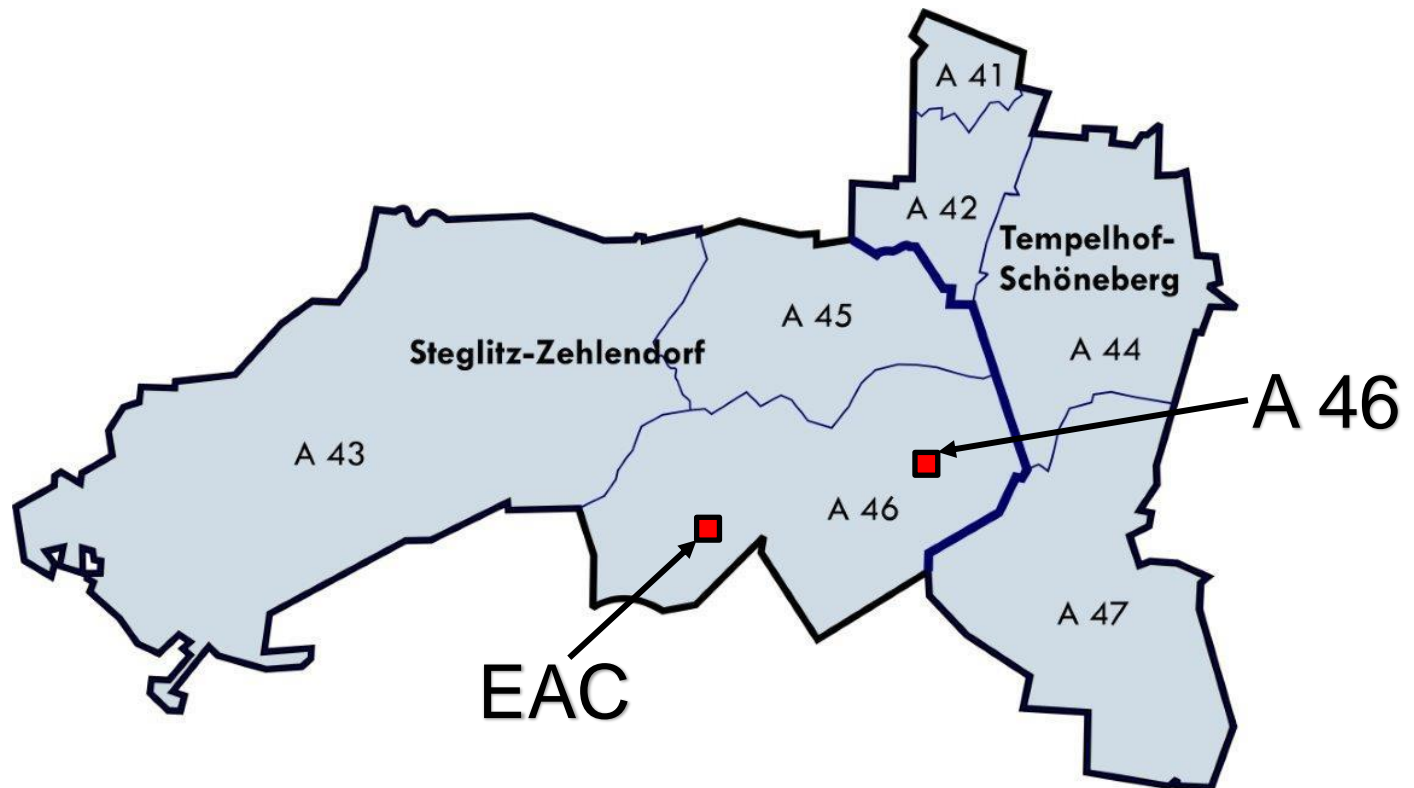 A 41
A 42
Tempelhof-
Schöneberg
A 45
Steglitz-Zehlendorf
A 44
A 46
A 43
A 46
A 47
EAC